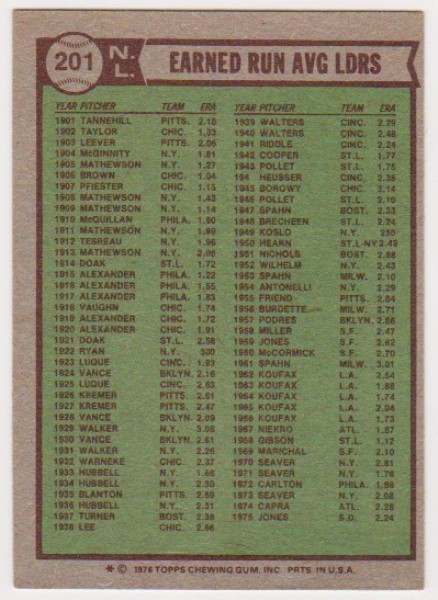 201
N.L.
EARNED RUN AVG LDRS
YEAR PITCHER TEAM ERA
1901 TANNEHILL PITTS. 2.18
1902 TAYLOR CHIC. 1.33
1903 LEEVER PITTS. 2.06
1904 McGINNITY N.Y. 1.61
1905 MATHEWSON N.Y. 1.27
1906 BROWN CHIC. 1.04
1907 PFIESTER CHIC. 1.15
1908 MATHEWSON N.Y. 1.43
1909 MATHEWSON N.Y. 1.14
1910 McQUILLAN PHILA. 1.60
1911 MATHEWSON N.Y. 1.99
1912 TESREAU N.Y. 1.96
1913 MATHEWSON N.Y. 2.06
1914 DOAK ST.L. 1.72
1915 ALEXANDER PHILA. 1.22
1916 ALEXANDER PHILA. 1.55
1917 ALEXANDER PHILA. 1.83
1918 VAUGHN CHIC. 1.74
1919 ALEXANDER CHIC. 1.72
1920 ALEXANDER CHIC. 1.91
1921 DOAK ST.L. 2.58
1922 RYAN N.Y. 300
1923 LUQUE CINC. 1.93
1924 VANCE BKLYN. 2.16
1925 LUQUE CINC. 2.63
1926 KREMER PITTS. 2.61
1927 KREMER PITTS. 2.47
1928 VANCE BKLYN. 2.09
1929 WALKER N.Y. 3.08
1930 VANCE BKLYN. 2.61
1931 WALKER N.Y. 2.26
1932 WARNEKE CHIC. 2.37
1933 HUBBELL N.Y. 1.66
1934 HUBBELL N.Y. 2.30
1935 BLANTON PITTS. 2.59
1936 HUBBELL N.Y. 2.30
1937 TURNER BOST. 2.38
1938 LEE CHIC. 2.66
YEAR PITCHER TEAM ERA
1939 WALTERS CINC. 2.29
1940 WALTERS CINC. 2.48
1941 RIDDLE CINC. 2.24
1942 COOPER ST.L. 1.77
1943 POLLET ST.L. 1.75
194 HEUSSER CINC. 2.38
1945 BOROWY CHIC. 2.14
1946 POLLET ST.L. 2.10
1947 SPAHN BOST. 2.33
1948 BRECHEEN ST.L. 2.24
1949 KOSLO N.Y. 250
1950 HEARN ST.L-NY 2.49
1951 NICHOLS BOST. 2.88
1952 WILHELM N.Y. 2.43
1953 SPAHN MILW. 2.10
1954 ANTONELLI N.Y. 2.29
1955 FRIEND PITTS. 2.84
1956 BURDETTE MILW. 2.71
1957 PODRES BKLYN. 2.66
1958 MILLER S.F. 2.47
1959 JONES S.F. 2.82
1960 McCORMICK S.F. 2.70
1961 SPAHN MILW. 3.01
1962 KOUFAX L.A. 2.54
1963 KOUFAX L.A. 1.88
1964 KOUFAX L.A. 1.74
1965 KOUFAX L.A. 2.04
1966 KOUFAX L.A. 1.73
1967 NIEKRO ATL. 1.87
1968 GIBSON ST.L. 1.12
1969 MARICHAL S.F. 2.10
1970 SEAVER N.Y. 2.81
1971 SEAVER N.Y. 1.76
1972 CARLTON PHILA. 1.98
1973 SEAVER N.Y. 2.08
1974 CAPRA ATL. 2.28
1975 JONES S.D. 2.24
* © 1976 TOPPS CHEWING GUM, INC. PRTD. IN U.S.A.